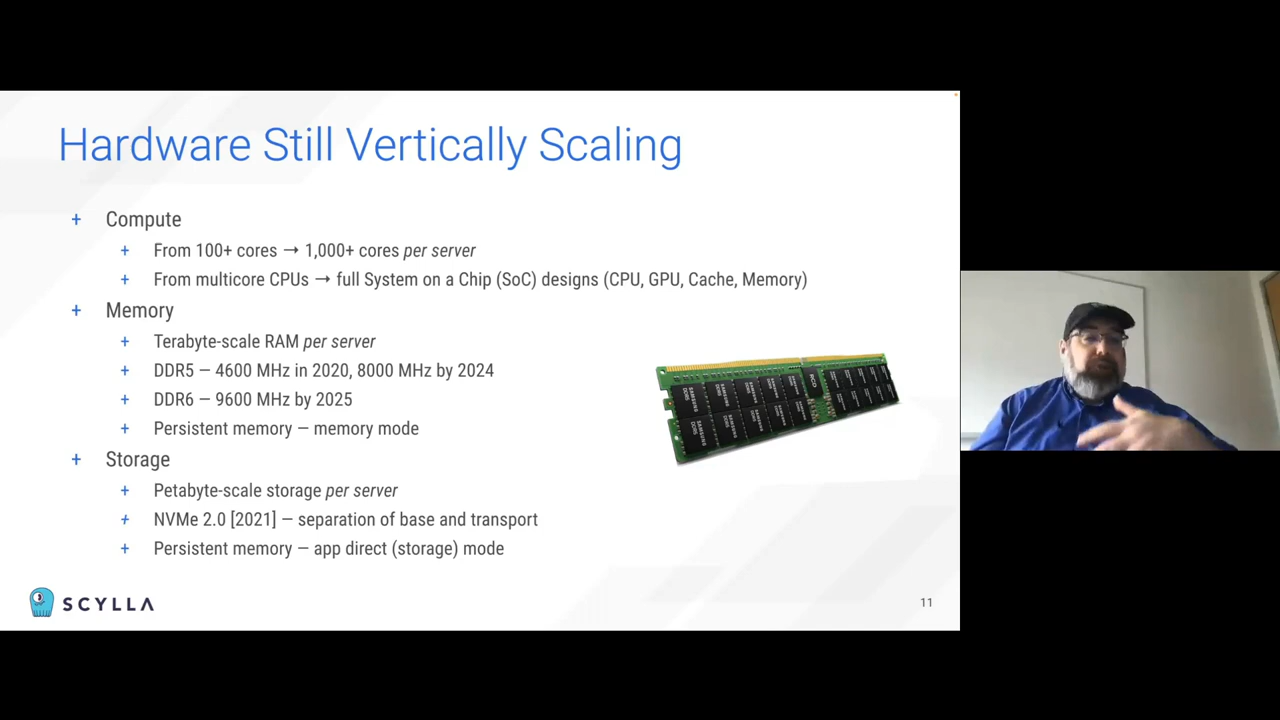 Hardware Still Vertically Scaling
+ Compute
+ From 100+ cores → 1,000+ cores per server
+ From multicore CPUs → full System on a Chip (SoC) designs (CPU, GPU, Cache, Memory)
+ Memory
+ Terabyte-scale RAM per server
+ DDR5 – 4600 MHz in 2020, 8000 MHz by 2024
+ DDR6 – 9600 MHz by 2025
+ Persistent memory – memory mode
+ Storage
+ Petabyte-scale storage per server
+ NVMe 2.0 [2021] – separation of base and transport
+ Persistent memory – app direct (storage) mode
SCYLLA
11